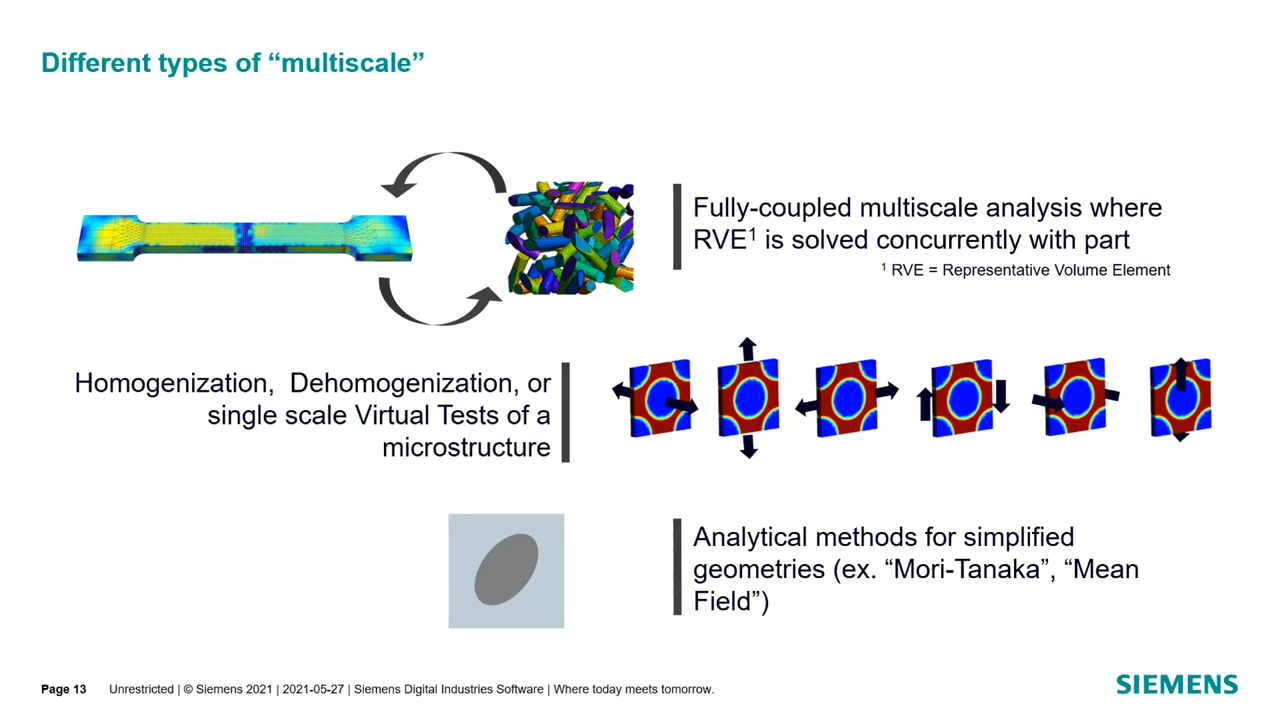 Different types of “multiscale”
Fully-coupled multiscale analysis where
RVE¹ is solved concurrently with part
¹ RVE = Representative Volume Element
Homogenization,  Dehomogenization, or
single scale Virtual Tests of a
microstructure
Analytical methods for simplified
geometries (ex. “Mori-Tanaka”, “Mean
Field”)
Page 13 Unrestricted | © Siemens 2021 | 2021-05-27 | Siemens Digital Industries Software | Where today meets tomorrow.
SIEMENS